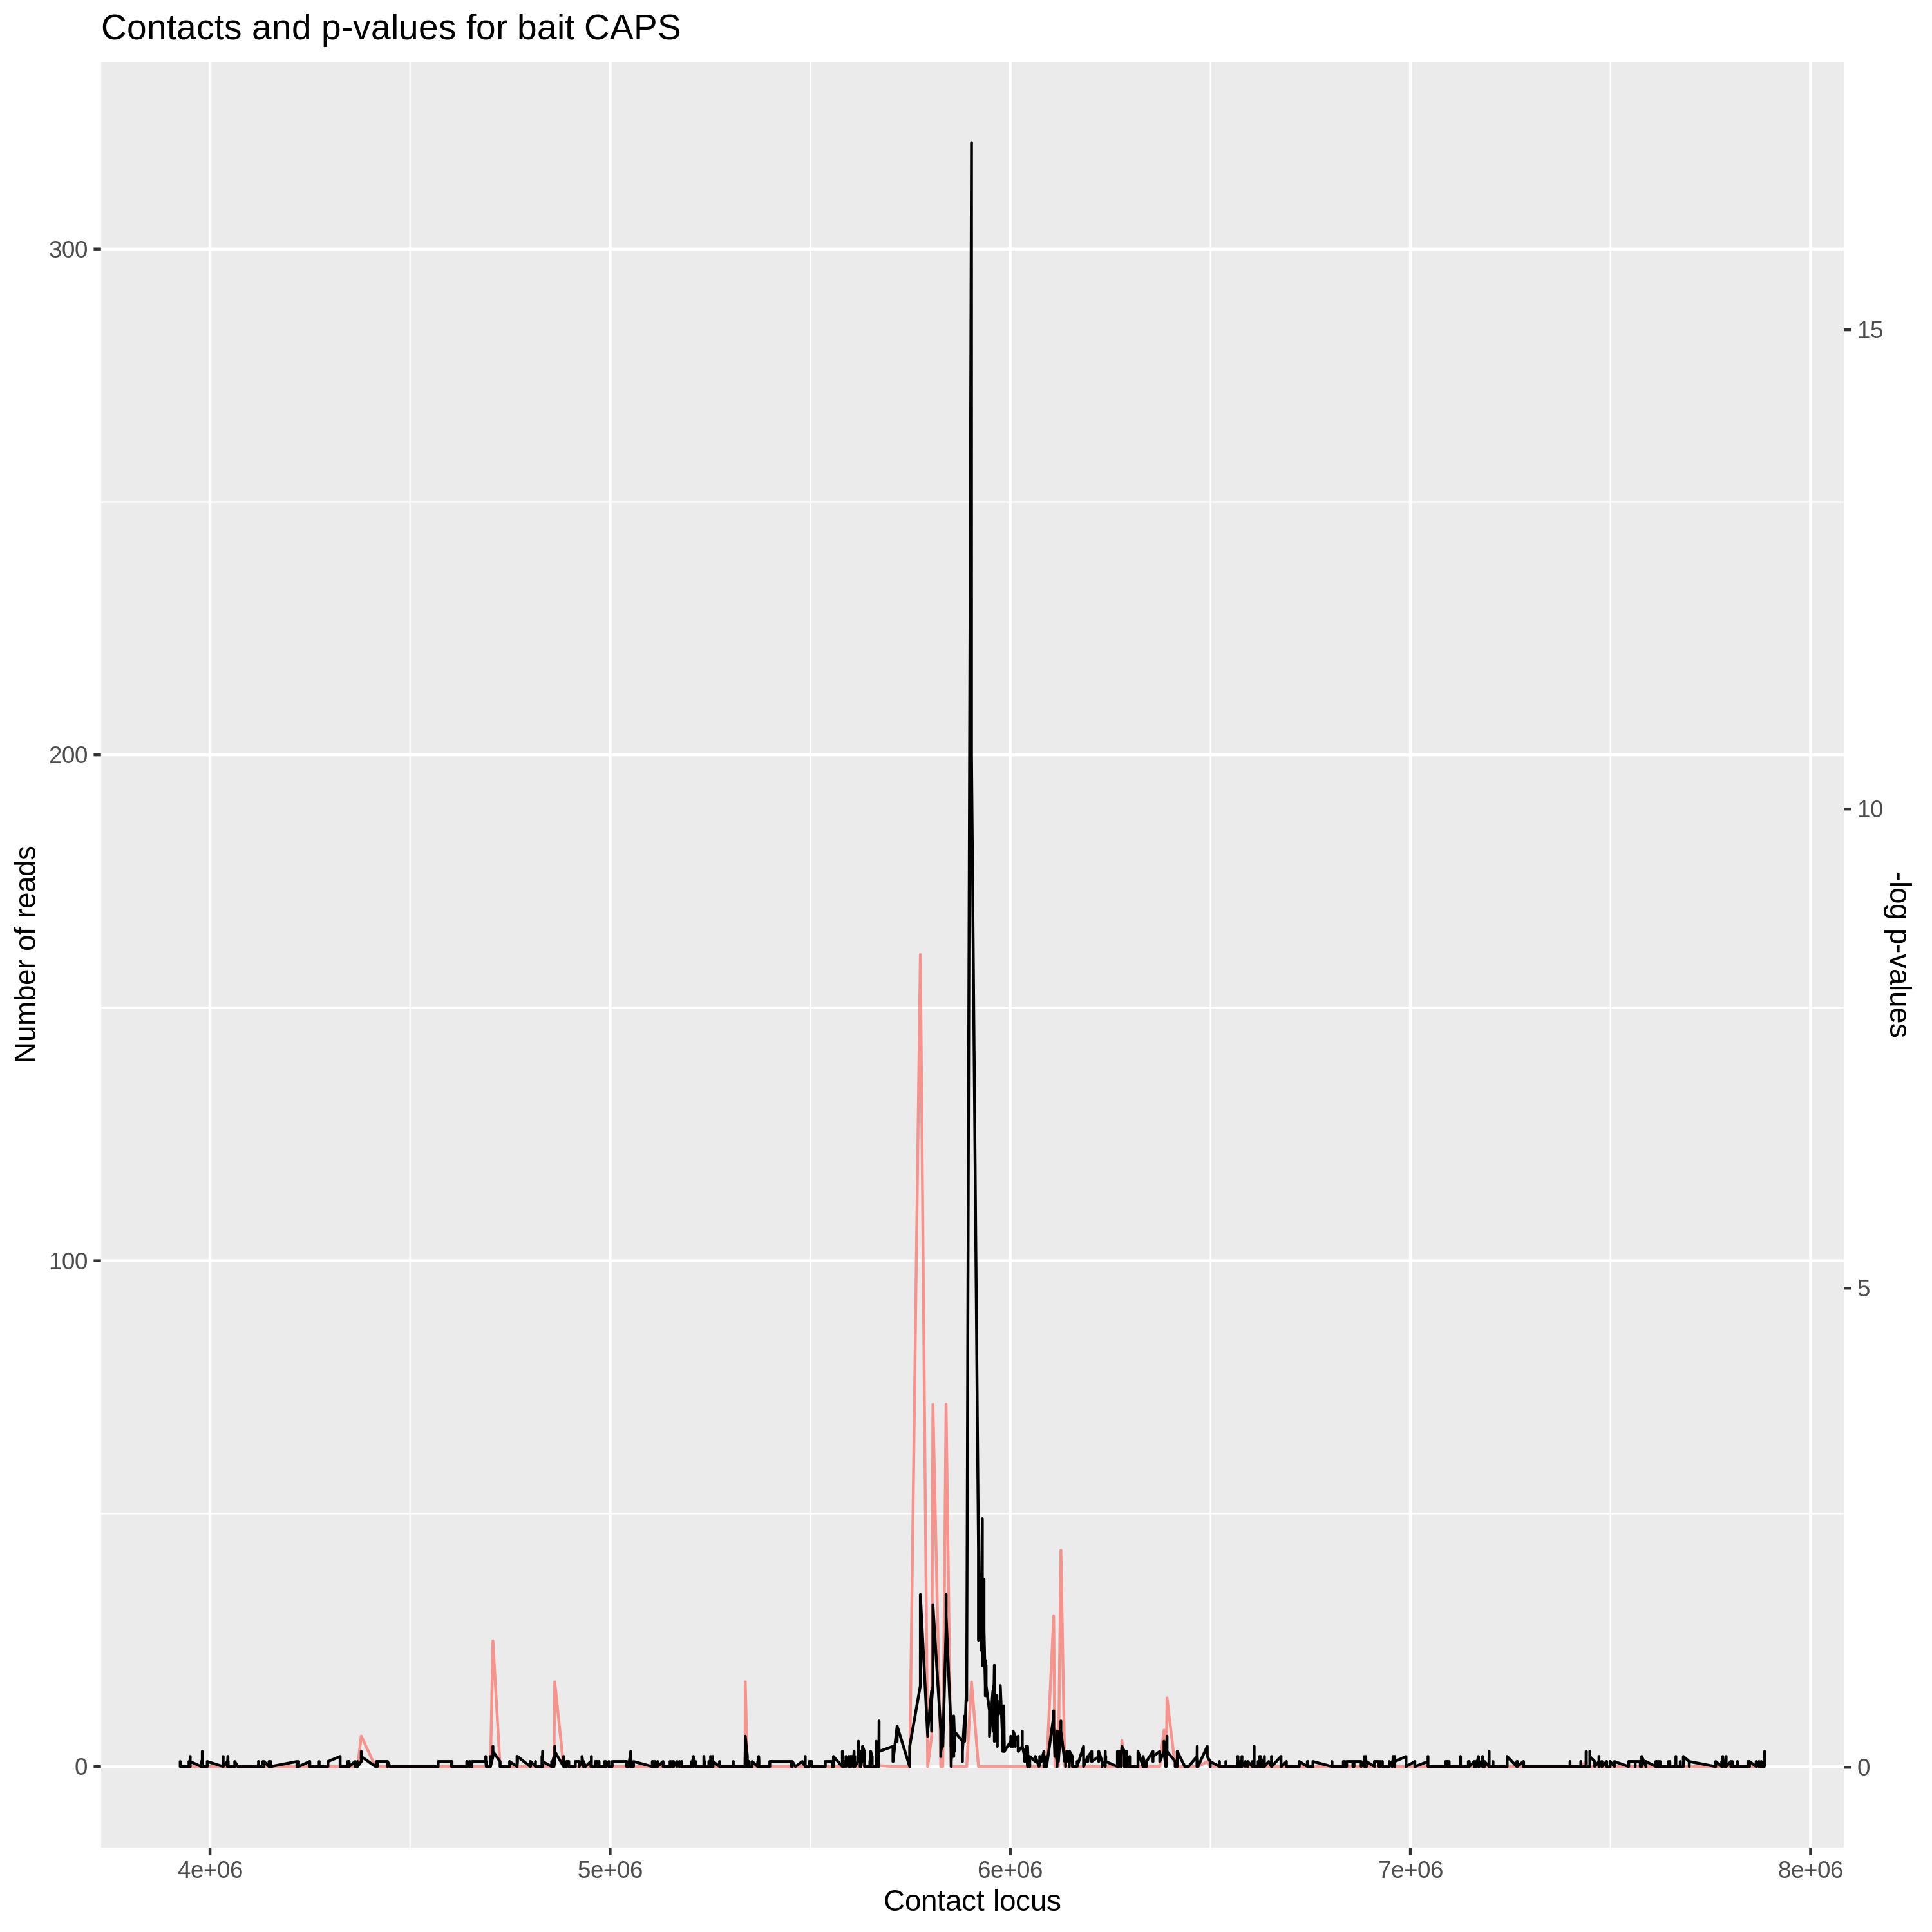 Contacts and p-values for bait CAPS
300
200
100
0
Number of reads
15
10
5
0
-log p-values
4e+06
5e+06
6e+06
7e+06
8e+06
Contact locus